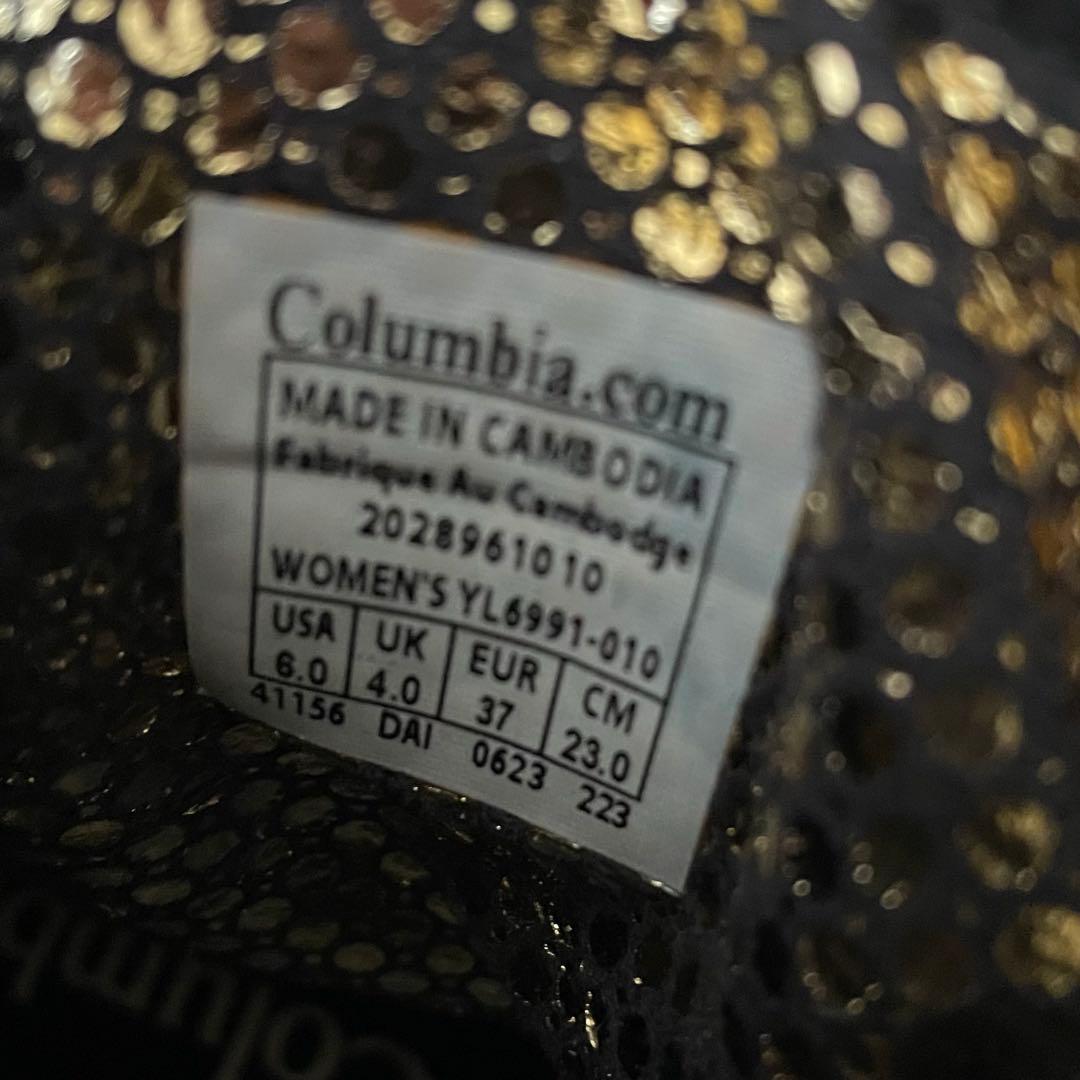 Columbia.com
MADE IN CAMBODIA
Fabrique Au Cambodge
2028961010
WOMEN'S YL6991-010
USA UK EUR CM
6.0 4.0 37 23.0
41156 DAI 0623 223
Columb